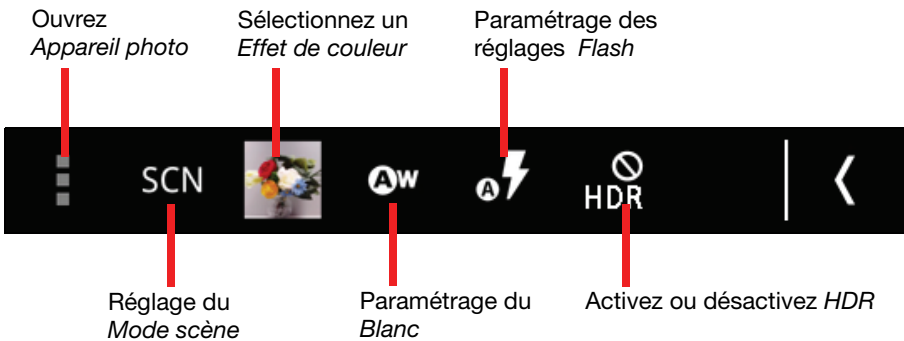 Ouvrez
Appareil photo
Sélectionnez un
Effet de couleur
Paramétrage des
réglages Flash
SCN
AW
A
HDR
Réglage du
Mode scène
Paramétrage du
Blanc
Activez ou désactivez HDR